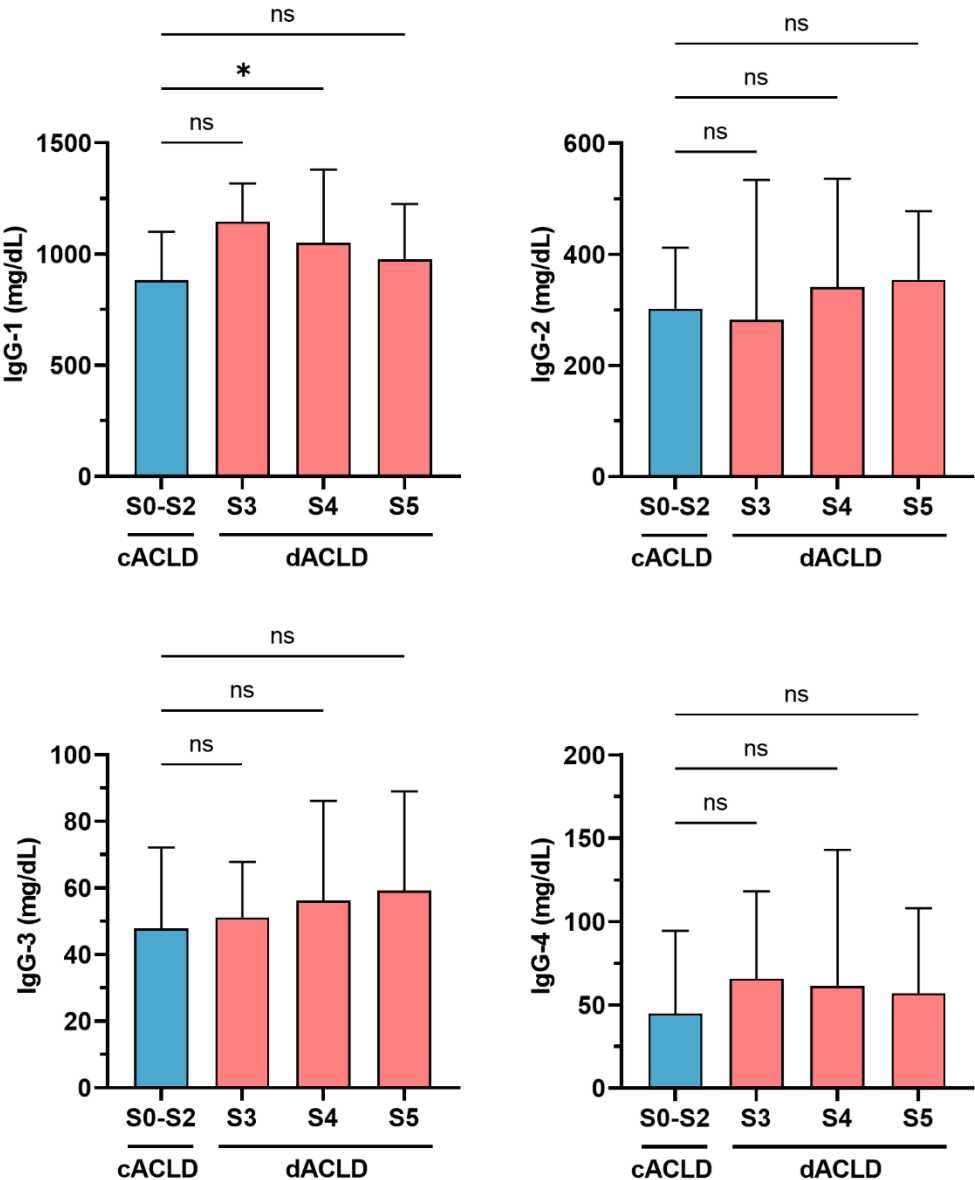 ns
*
ns
1500
1000
500
0
IgG-1 (mg/dL)
S0-S2 S3 S4 S5
cACLD dACLD
ns
ns
ns
600
400
200
0
IgG-2 (mg/dL)
S0-S2 S3 S4 S5
cACLD dACLD
ns
ns
ns
100
80
60
40
20
0
IgG-3 (mg/dL)
S0-S2 S3 S4 S5
cACLD dACLD
ns
ns
ns
200
150
100
50
0
IgG-4 (mg/dL)
S0-S2 S3 S4 S5
cACLD dACLD